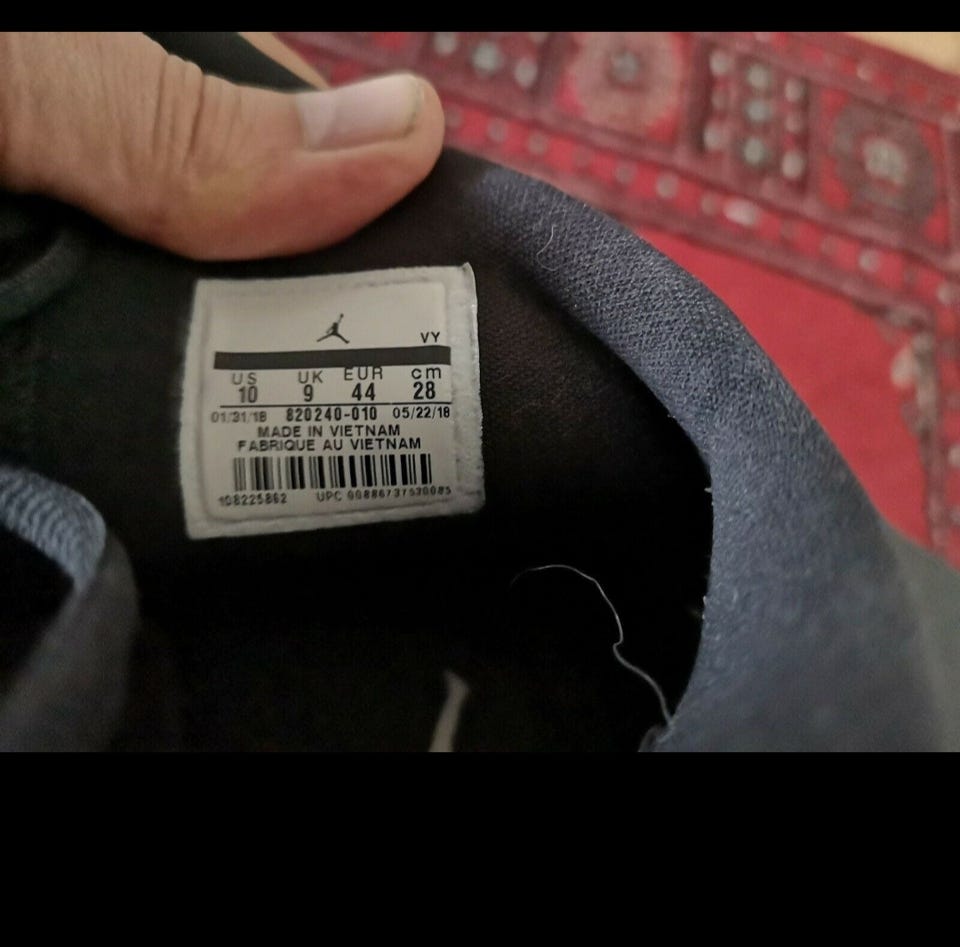 VY
US UK EUR cm
10 9 44 28
01/31/18 820240-010 05/22/18
MADE IN VIETNAM
FABRIQUE AU VIETNAM
108225862 UPC 00886737530085